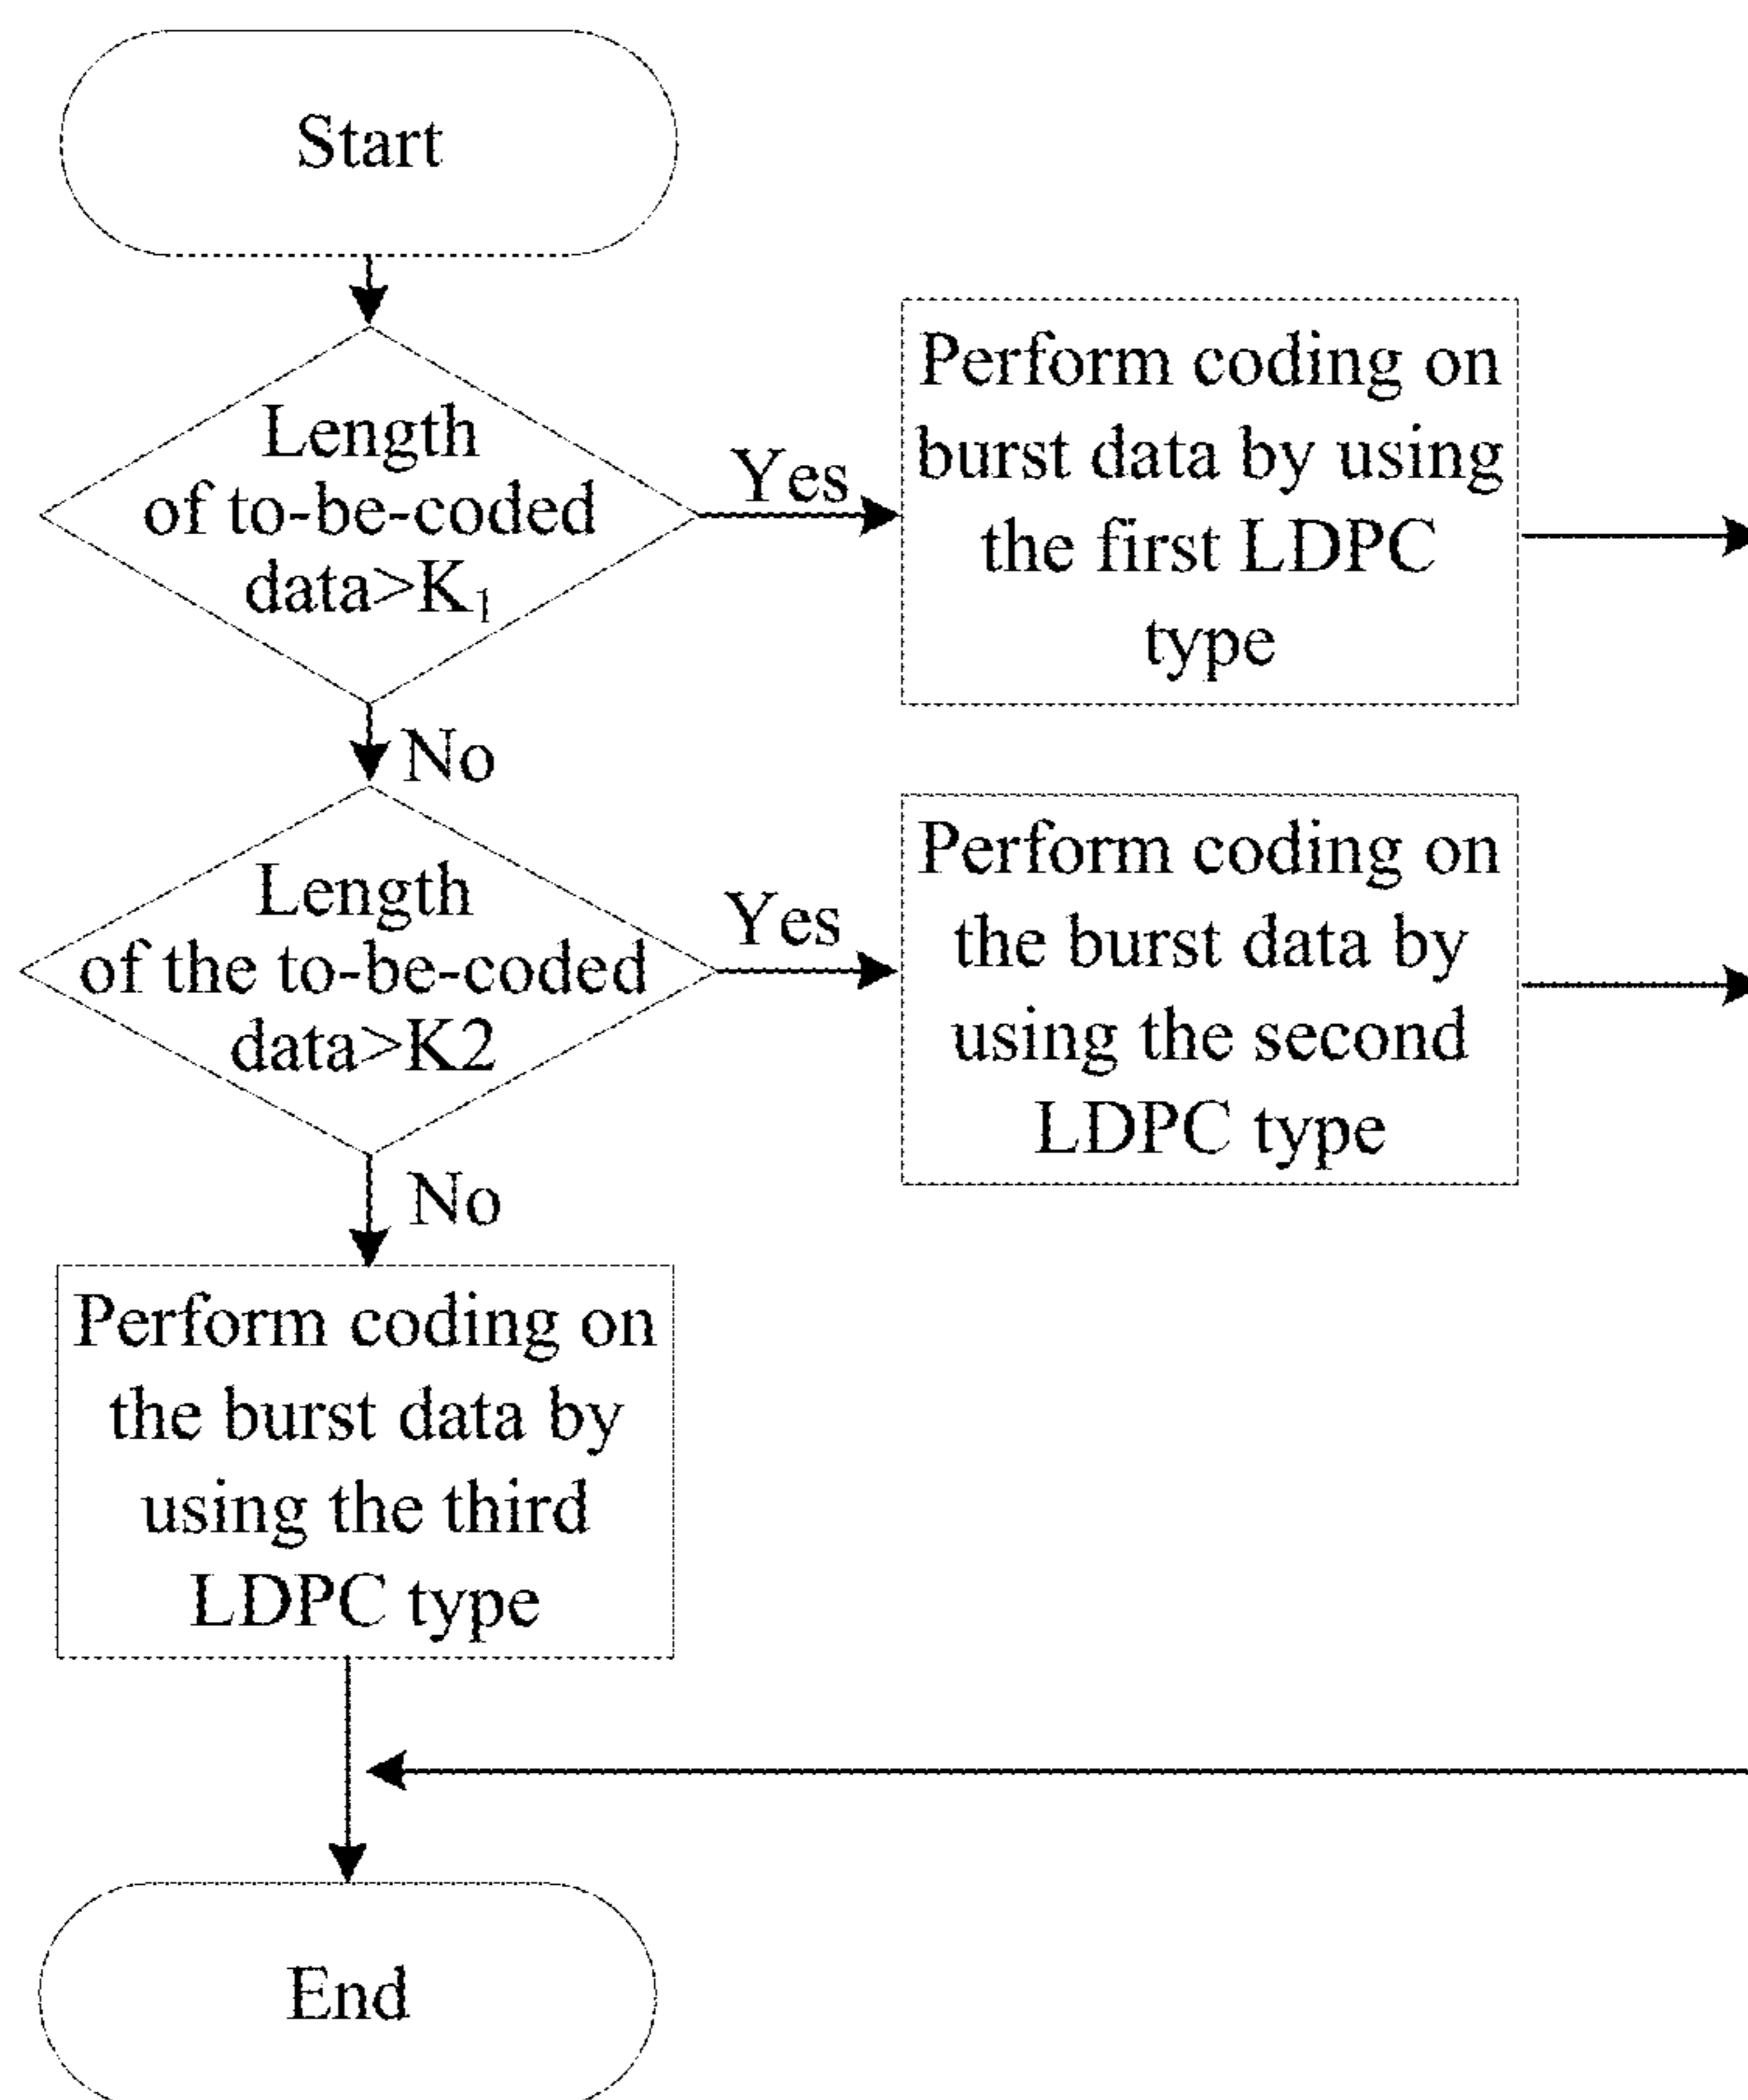 Start
Length
of to-be-coded
data>K₁
Yes
Perform coding on
burst data by using
the first LDPC
type
No
Length
of the to-be-coded
data>K2
Yes
Perform coding on
the burst data by
using the second
LDPC type
No
Perform coding on
the burst data by
using the third
LDPC type
End